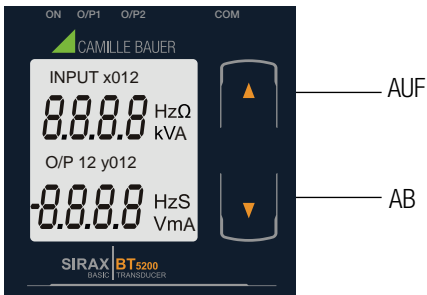 ON O/P1 O/P2 COM
CAMILLE BAUER
INPUT x012
8.8.8.8 HzΩ
kVA
O/P 12 y012
-8.8.8.8 HzS
VmA
AUF
AB
SIRAX BT5200
BASIC TRANSDUCER